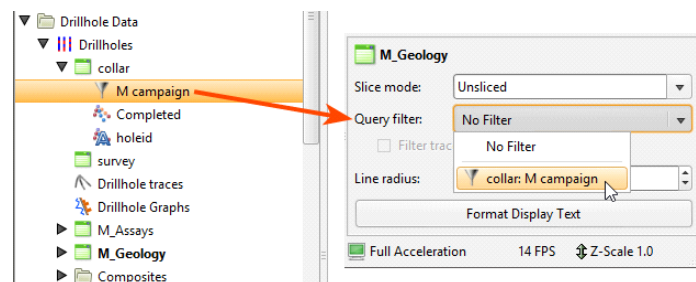 Drillhole Data
Drillholes
collar
M campaign
Completed
holeid
survey
Drillhole traces
Drillhole Graphs
M_Assays
M_Geology
Composites
M_Geology
Slice mode: Unsliced
Query filter: No Filter
Filter trac
No Filter
collar: M campaign
Line radius:
Format Display Text
Full Acceleration 14 FPS Z-Scale 1.0